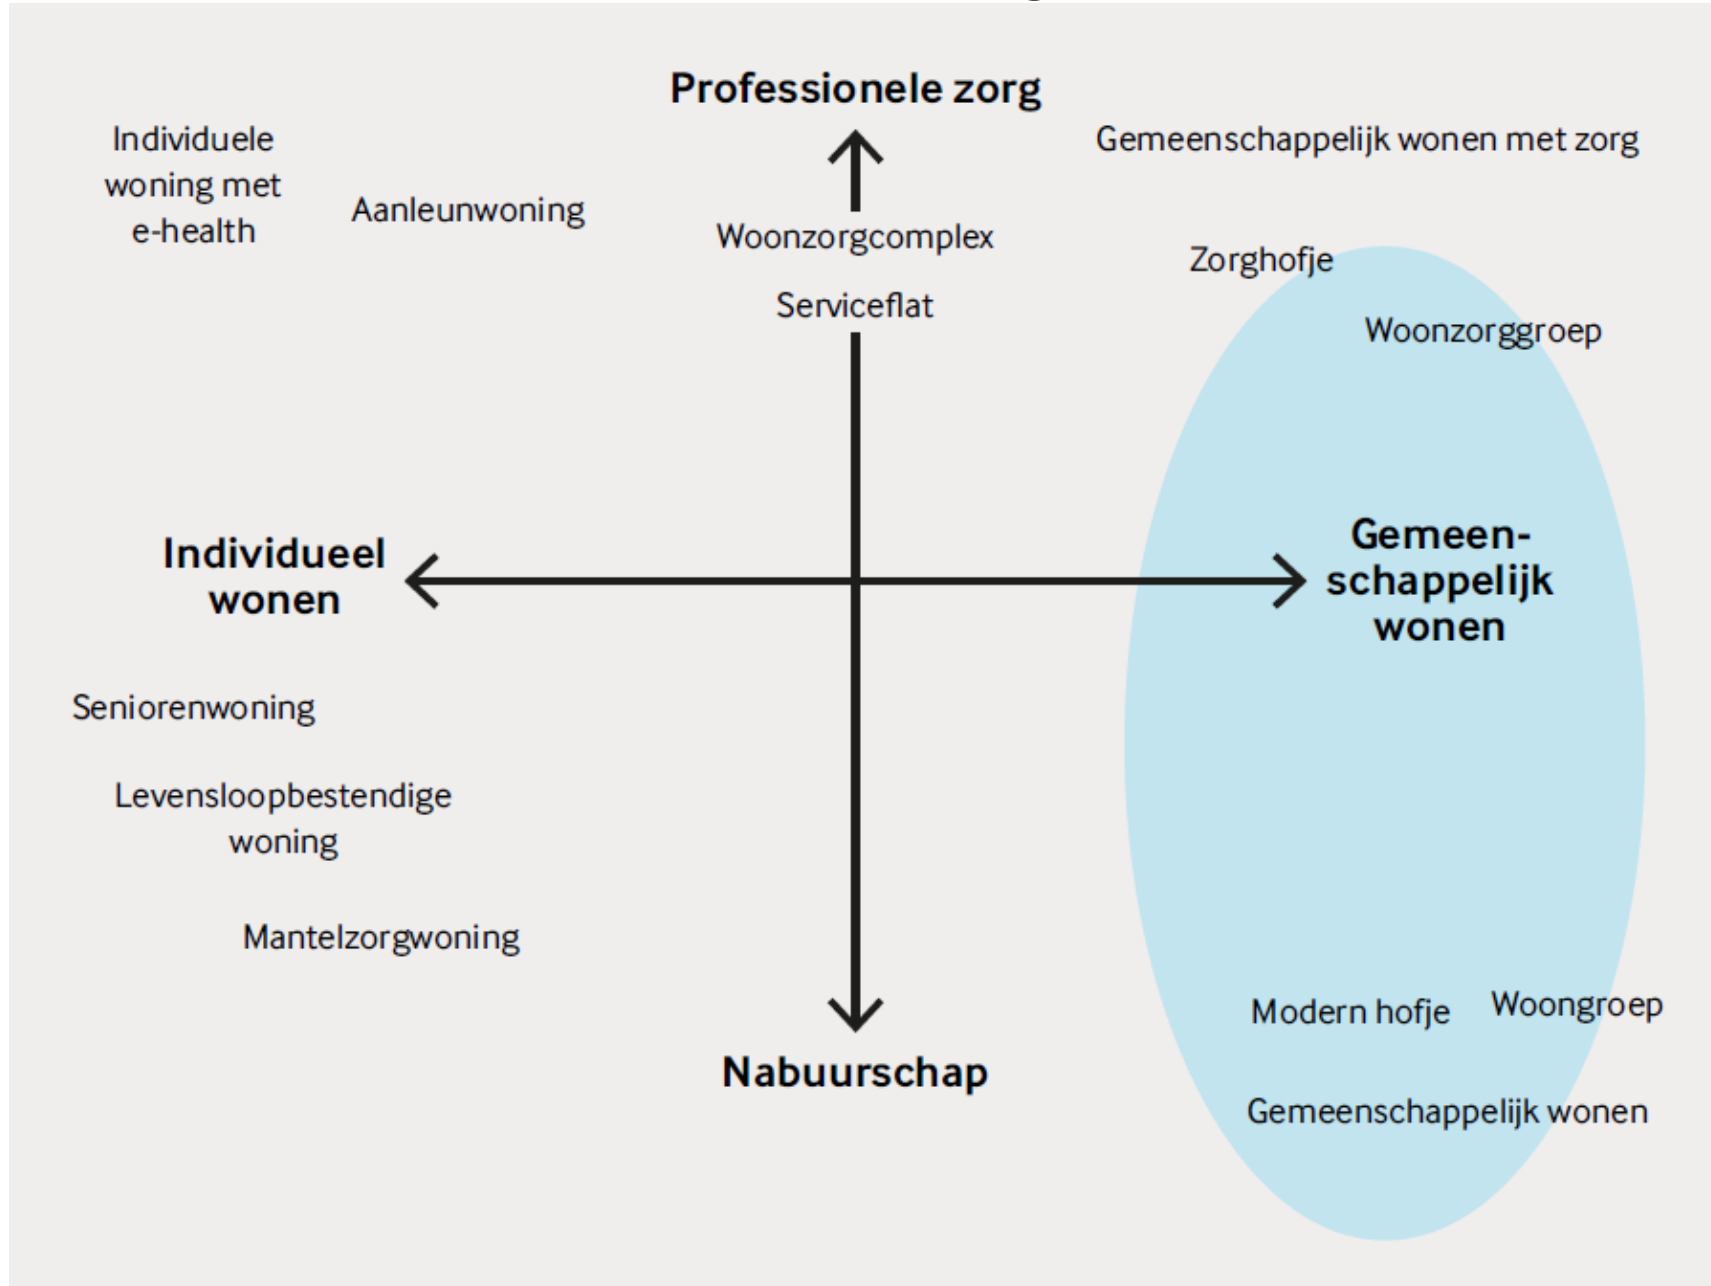 Professionele zorg
Individuele
woning met
e-health
Aanleunwoning
Gemeenschappelijk wonen met zorg
Woonzorgcomplex
Serviceflat
Zorghofje
Woonzorggroep
Individueel
wonen
Gemeen-
schappelijk
wonen
Seniorenwoning
Levensloopbestendige
woning
Mantelzorgwoning
Modern hofje
Woongroep
Nabuurschap
Gemeenschappelijk wonen